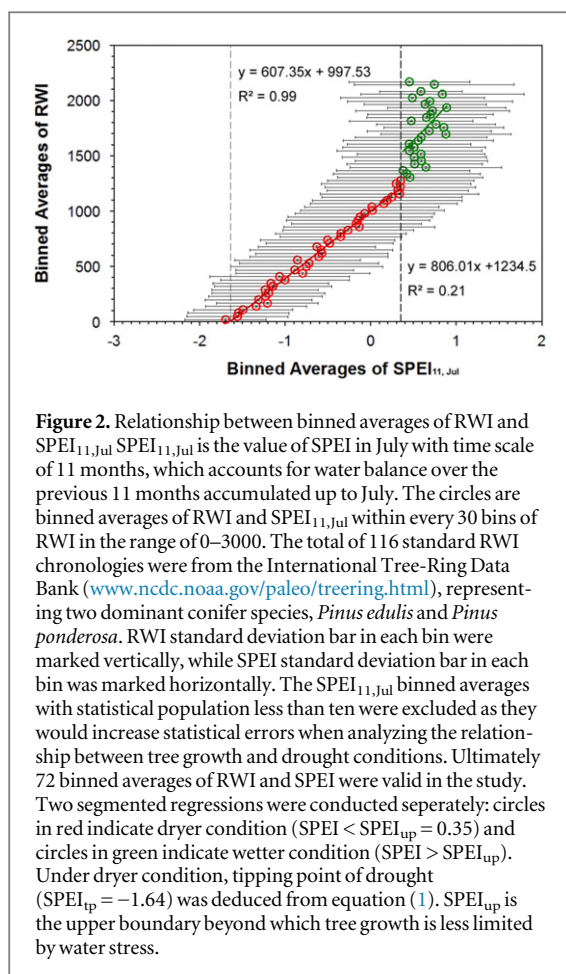 2500
2000
1500
1000
500
0
-3
-2
-1
0
1
2
Binned Averages of RWI
y = 607.35x + 997.53
R² = 0.99
y = 806.01x +1234.5
R² = 0.21
Binned Averages of SPEI₁₁, Jul
Figure 2. Relationship between binned averages of RWI and
SPEI₁₁,Jul SPEI₁₁,Jul is the value of SPEI in July with time scale
of 11 months, which accounts for water balance over the
previous 11 months accumulated up to July. The circles are
binned averages of RWI and SPEI₁₁,Jul within every 30 bins of
RWI in the range of 0–3000. The total of 116 standard RWI
chronologies were from the International Tree-Ring Data
Bank (www.ncdc.noaa.gov/paleo/treering.html), represent-
ing two dominant conifer species, Pinus edulis and Pinus
ponderosa. RWI standard deviation bar in each bin were
marked vertically, while SPEI standard deviation bar in each
bin was marked horizontally. The SPEI₁₁,Jul binned averages
with statistical population less than ten were excluded as they
would increase statistical errors when analyzing the relation-
ship between tree growth and drought conditions. Ultimately
72 binned averages of RWI and SPEI were valid in the study.
Two segmented regressions were conducted seperately: circles
in red indicate dryer condition (SPEI < SPEIup = 0.35) and
circles in green indicate wetter condition (SPEI > SPEIup).
Under dryer condition, tipping point of drought
(SPEItp = −1.64) was deduced from equation (1). SPEIup is
the upper boundary beyond which tree growth is less limited
by water stress.